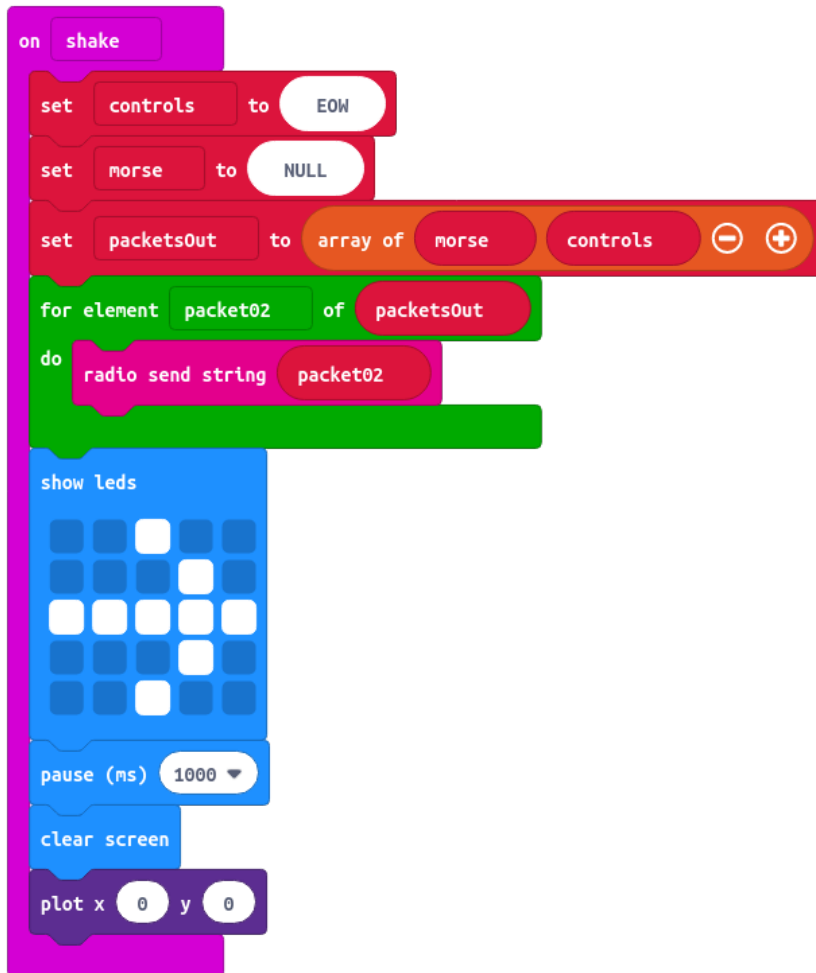 on shake
set controls to EOW
set morse to NULL
set packetsOut to array of morse controls
for element packet02 of packetsOut
do
radio send string packet02
show leds
pause (ms) 1000
clear screen
plot x 0 y 0